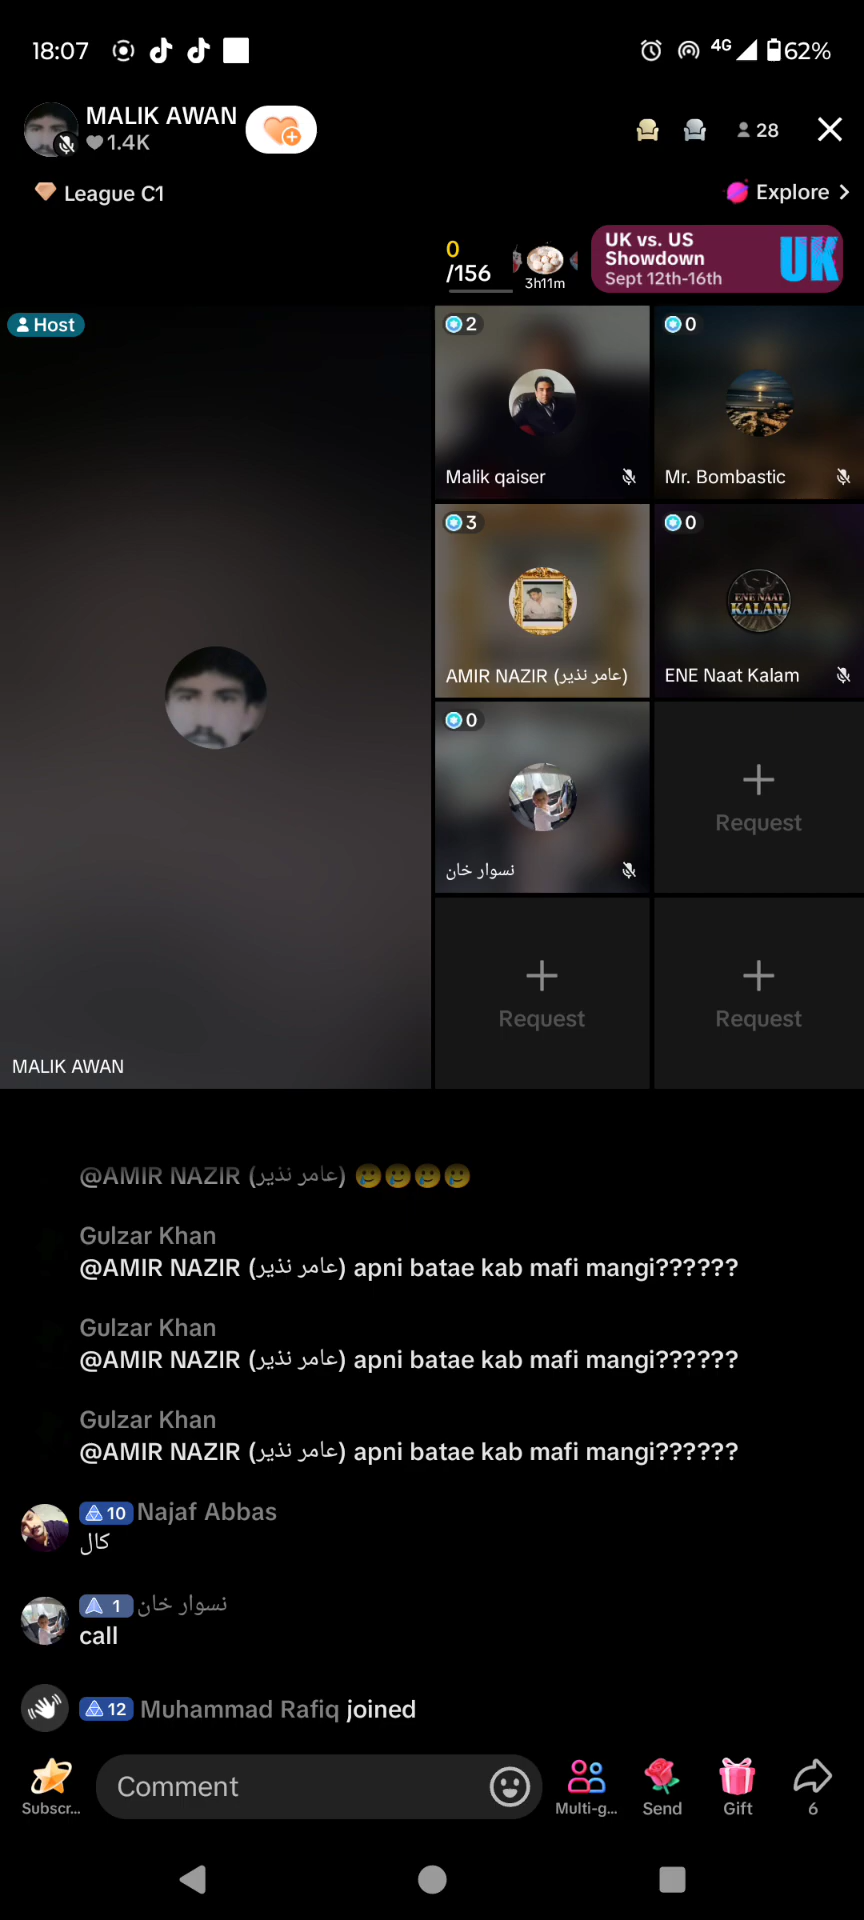 18:07
4G
62%
MALIK AWAN
1.4K
28
League C1
Explore
0
/156
3h11m
UK vs. US
Showdown
Sept 12th-16th
UK
Host
2
Malik qaiser
0
Mr. Bombastic
3
AMIR NAZIR (عامر نذیر)
0
ENE NAAT
KALAM
ENE Naat Kalam
0
نسوار خان
Request
Request
Request
MALIK AWAN
@AMIR NAZIR (عامر نذیر) 🥲🥲🥲🥲
Gulzar Khan
@AMIR NAZIR (عامر نذیر) apni batae kab mafi mangi??????
Gulzar Khan
@AMIR NAZIR (عامر نذیر) apni batae kab mafi mangi??????
Gulzar Khan
@AMIR NAZIR (عامر نذیر) apni batae kab mafi mangi??????
10 Najaf Abbas
کال
1 نسوار خان
call
12 Muhammad Rafiq joined
Comment
Subscr...
Multi-g...
Send
Gift
6